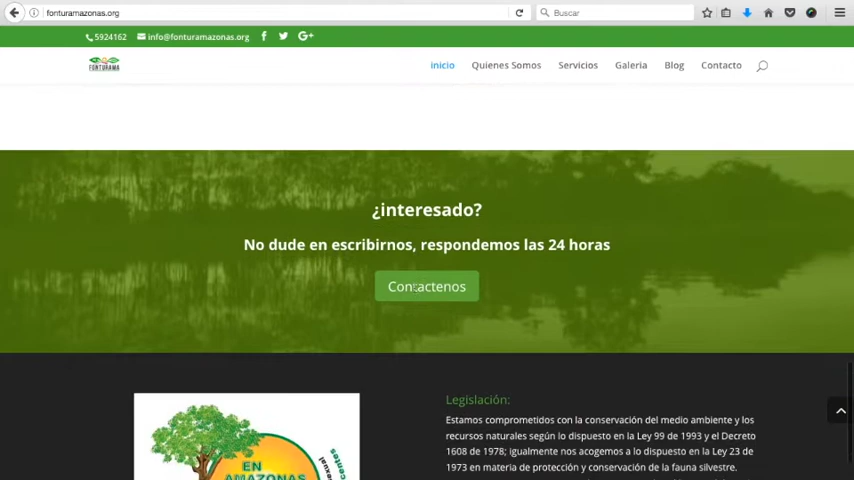 fonturamazonas.org
Buscar
5924162 info@fonturamazonas.org
FONTURAMA
inicio Quienes Somos Servicios Galeria Blog Contacto
¿interesado?
No dude en escribirnos, respondemos las 24 horas
Contactenos
Legislación:
Estamos comprometidos con la conservación del medio ambiente y los
recursos naturales según lo dispuesto en la Ley 99 de 1993 y el Decreto
1608 de 1978; igualmente nos acogemos a lo dispuesto en la Ley 23 de
1973 en materia de protección y conservación de la fauna silvestre.
EN
AMAZONAS